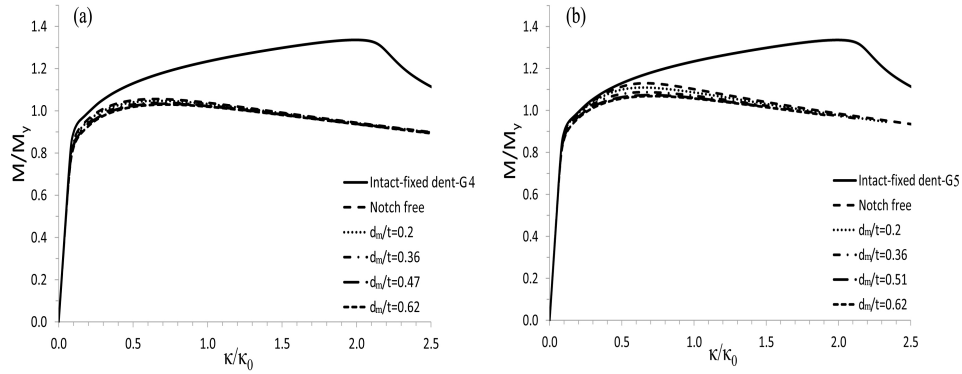 (a)
1.4
1.2
1.0
0.8
0.6
0.4
0.2
0.0
M/My
0.0 0.5 1.0 1.5 2.0 2.5
κ/κ0
Intact-fixed dent-G4
Notch free
dm/t=0.2
dm/t=0.36
dm/t=0.47
dm/t=0.62
(b)
1.4
1.2
1.0
0.8
0.6
0.4
0.2
0.0
M/My
0.0 0.5 1.0 1.5 2.0 2.5
κ/κ0
Intact-fixed dent-G5
Notch free
dm/t=0.2
dm/t=0.36
dm/t=0.51
dm/t=0.62